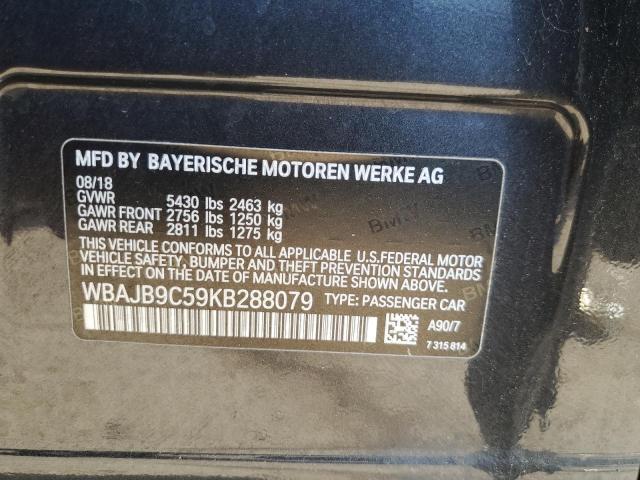 MFD BY BAYERISCHE MOTOREN WERKE AG
08/18
GVWR 5430 lbs 2463 kg
GAWR FRONT 2756 lbs 1250 kg
GAWR REAR 2811 lbs 1275 kg
THIS VEHICLE CONFORMS TO ALL APPLICABLE U.S.FEDERAL MOTOR
VEHICLE SAFETY, BUMPER AND THEFT PREVENTION STANDARDS IN
EFFECT ON THE DATE OF MANUFACTURE SHOWN ABOVE.
WBAJB9C59KB288079 TYPE: PASSENGER CAR
A90/7
7 315 814